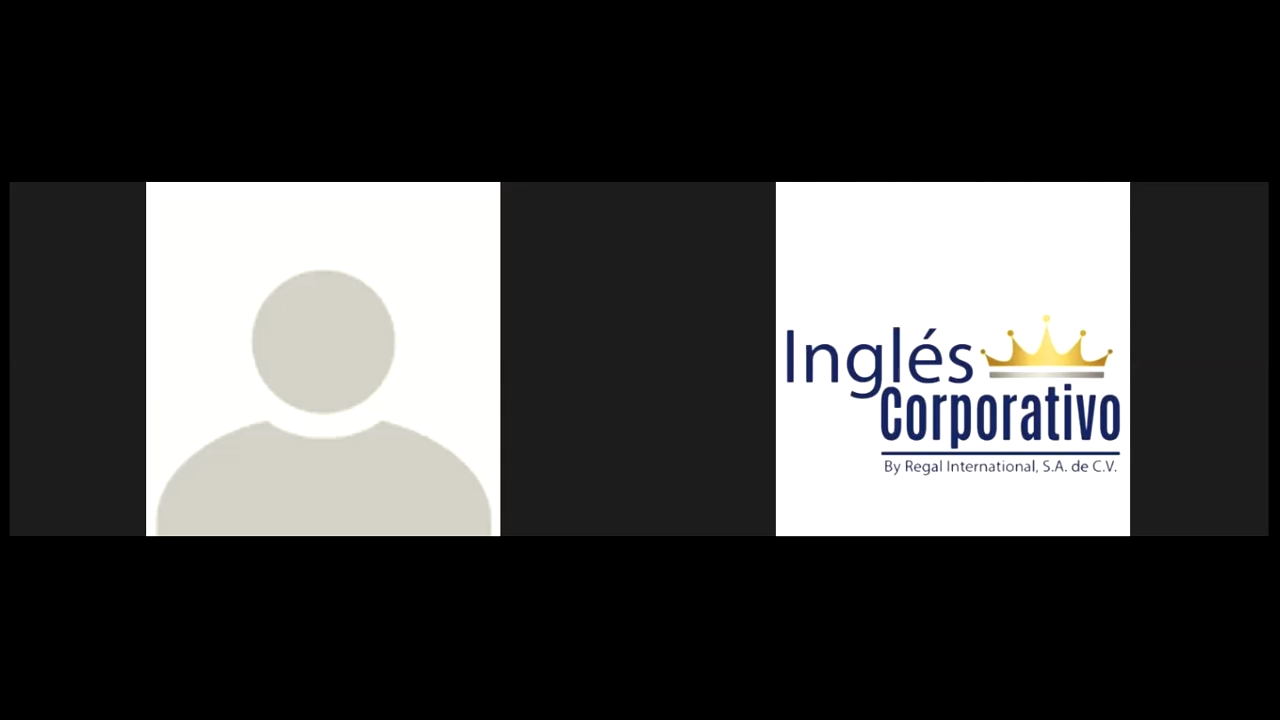 Inglés
Corporativo
By Regal International, S.A. de C.V.